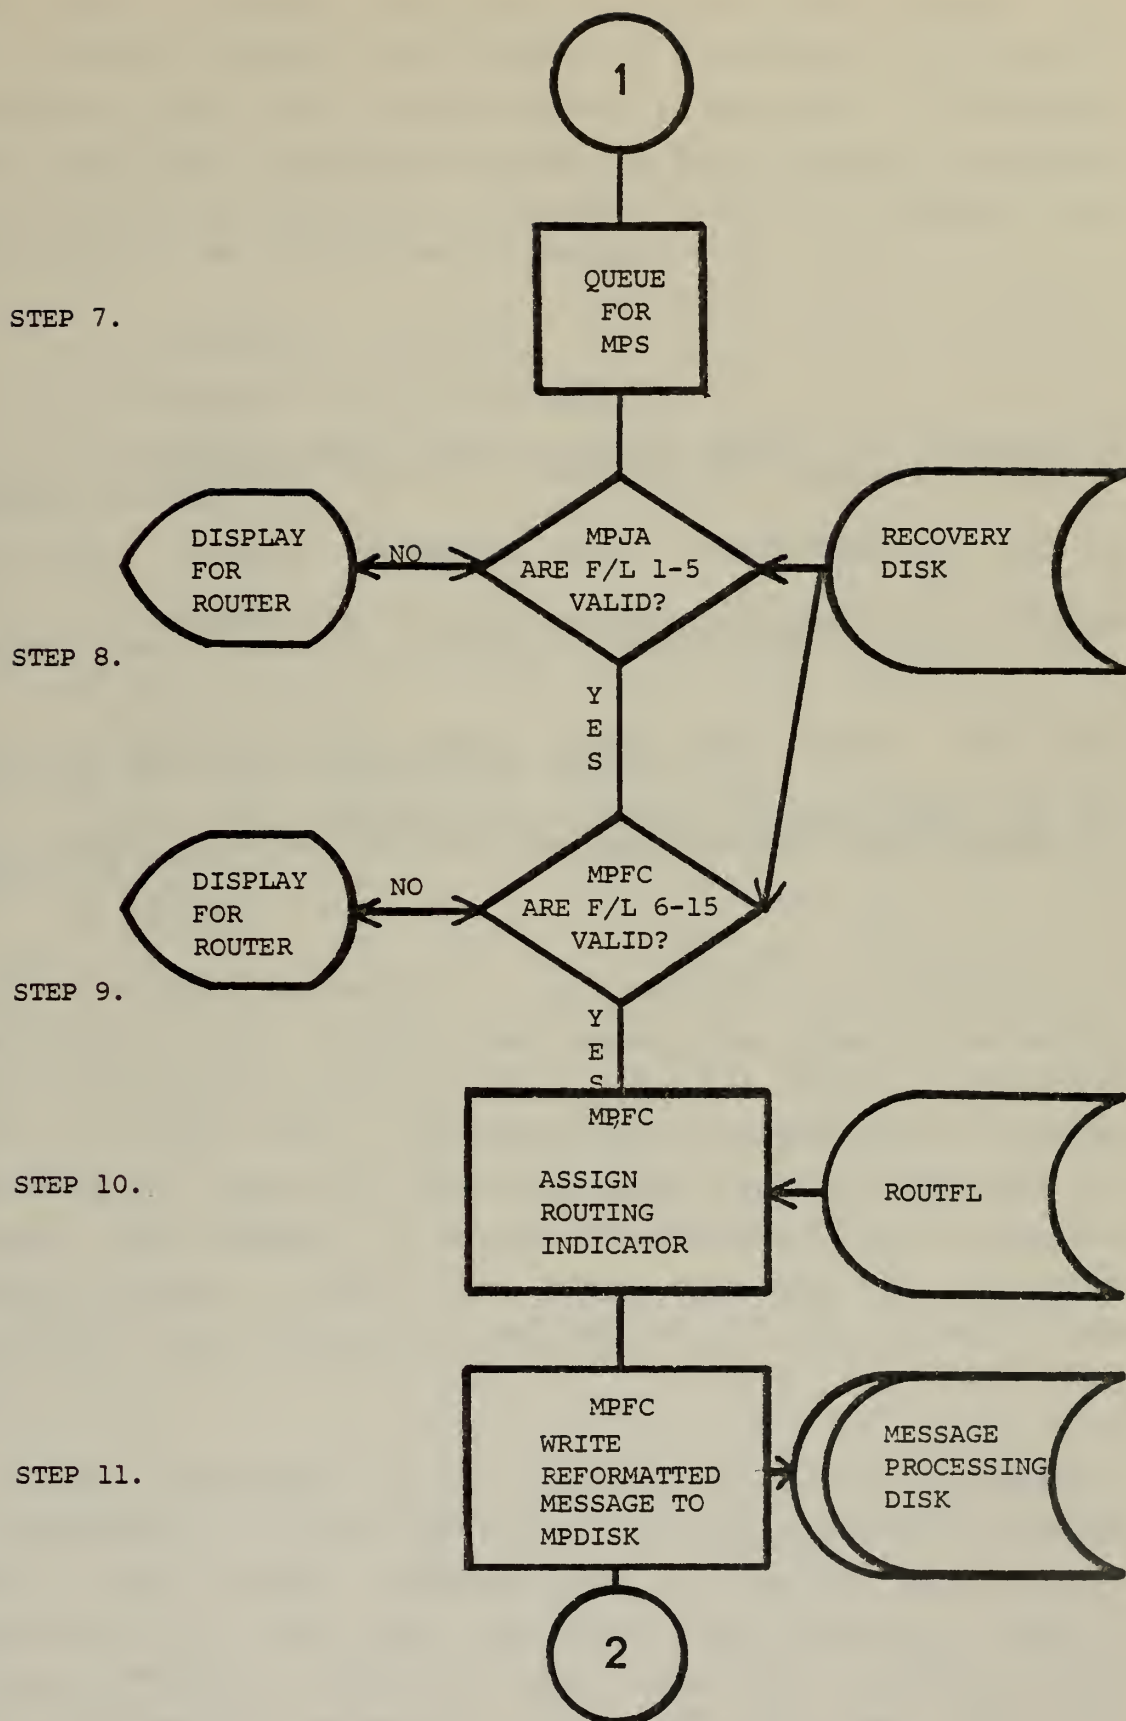 1
QUEUE
FOR
MPS
STEP 7.
DISPLAY
FOR
ROUTER
NO
MPJA
ARE F/L 1-5
VALID?
RECOVERY
DISK
STEP 8.
Y
E
S
DISPLAY
FOR
ROUTER
NO
MPFC
ARE F/L 6-15
VALID?
STEP 9.
Y
E
S
MPFC
ASSIGN
ROUTING
INDICATOR
STEP 10.
ROUTFL
MPFC
WRITE
REFORMATTED
MESSAGE TO
MPDISK
STEP 11.
MESSAGE
PROCESSING
DISK
2